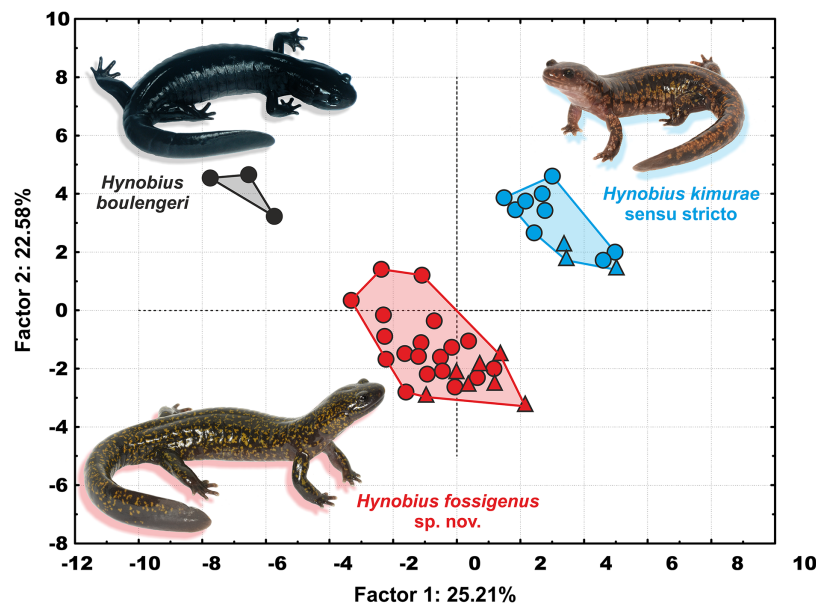 10
8
6
4
2
0
-2
-4
-6
-8
Factor 2: 22.58%
Hynobius
boulengeri
Hynobius kimurae
sensu stricto
Hynobius fossigenus
sp. nov.
-12 -10 -8 -6 -4 -2 0 2 4 6 8 10
Factor 1: 25.21%